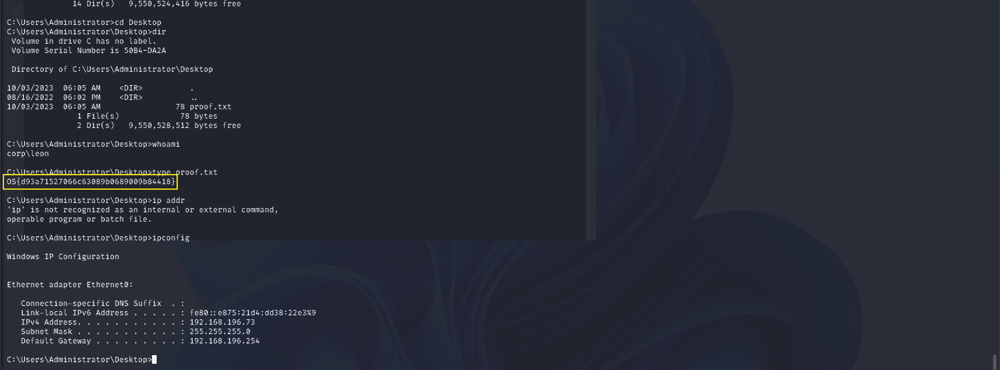 14 Dir(s)   9,550,524,416 bytes free
C:\Users\Administrator>cd Desktop
C:\Users\Administrator\Desktop>dir
 Volume in drive C has no label.
 Volume Serial Number is 50B4-DA2A
 Directory of C:\Users\Administrator\Desktop
10/03/2023  06:05 AM    <DIR>          .
08/16/2022  06:02 PM    <DIR>          ..
10/03/2023  06:05 AM                78 proof.txt
               1 File(s)             78 bytes
               2 Dir(s)   9,550,528,512 bytes free
C:\Users\Administrator\Desktop>whoami
corp\leon
C:\Users\Administrator\Desktop>type proof.txt
OS{d93a71527066c63089b0689009b84418}
C:\Users\Administrator\Desktop>ip addr
'ip' is not recognized as an internal or external command,
operable program or batch file.
C:\Users\Administrator\Desktop>ipconfig
Windows IP Configuration
Ethernet adapter Ethernet0:
   Connection-specific DNS Suffix  . :
   Link-local IPv6 Address . . . . . : fe80::e875:21d4:dd38:22e3%9
   IPv4 Address. . . . . . . . . . . : 192.168.196.73
   Subnet Mask . . . . . . . . . . . : 255.255.255.0
   Default Gateway . . . . . . . . . : 192.168.196.254
C:\Users\Administrator\Desktop>